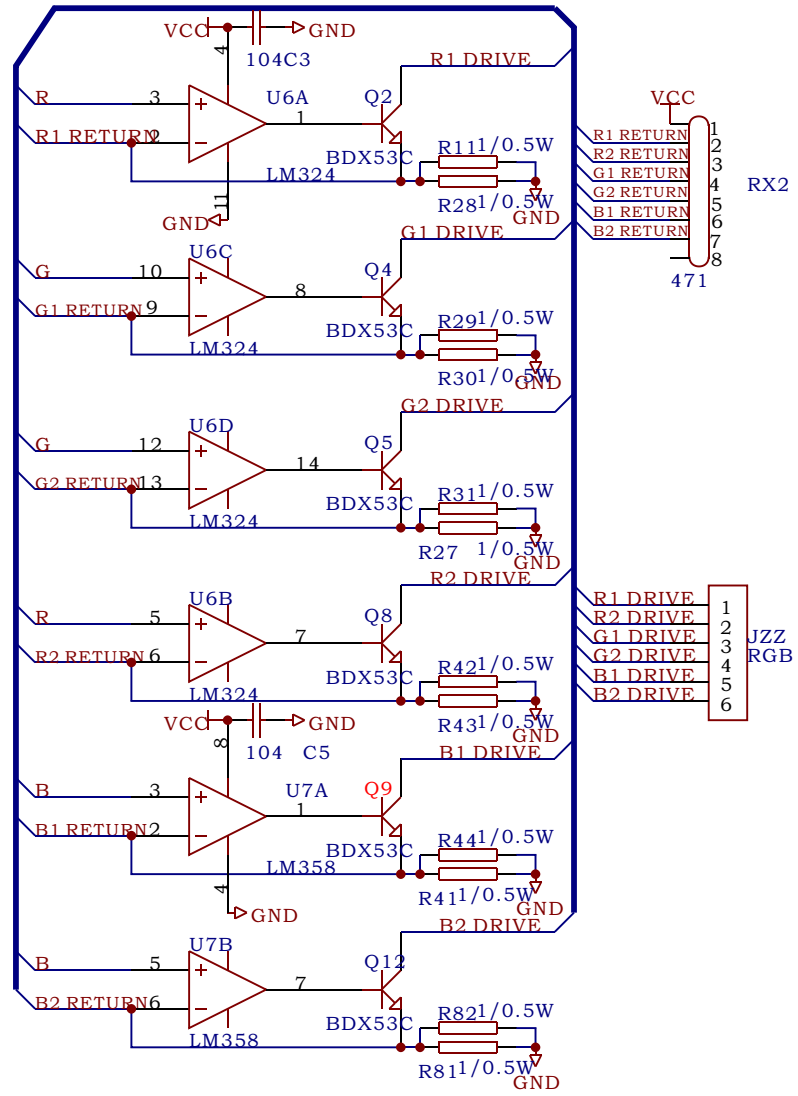 VCC GND
4
104C3
R1 DRIVE
R 3 U6A 1 Q2
R1 RETURN 2
BDX53C R11 1/0.5W
LM324
R28 1/0.5W
11
GND GND
G1 DRIVE
U6C
G 10 8 Q4
G1 RETURN 9
BDX53C R29 1/0.5W
LM324
R30 1/0.5W
GND
G2 DRIVE
U6D
G 12 14 Q5
G2 RETURN 13
BDX53C R31 1/0.5W
LM324
R27 1/0.5W
GND
R2 DRIVE
U6B
R 5 7 Q8
R2 RETURN 6
BDX53C R42 1/0.5W
LM324
R43 1/0.5W
GND
VCC GND
8
104 C5
B1 DRIVE
B 3 U7A 1 Q9
B1 RETURN 2
BDX53C R44 1/0.5W
LM358
R41 1/0.5W
4
GND GND
B2 DRIVE
U7B
B 5 7 Q12
B2 RETURN 6
BDX53C R82 1/0.5W
LM358
R81 1/0.5W
GND
VCC
1
R1 RETURN 2
R2 RETURN 3
G1 RETURN 4
G2 RETURN 5
B1 RETURN 6
B2 RETURN 7
8
RX2
471
R1 DRIVE 1
R2 DRIVE 2
G1 DRIVE 3
G2 DRIVE 4
B1 DRIVE 5
B2 DRIVE 6
JZZ
RGB